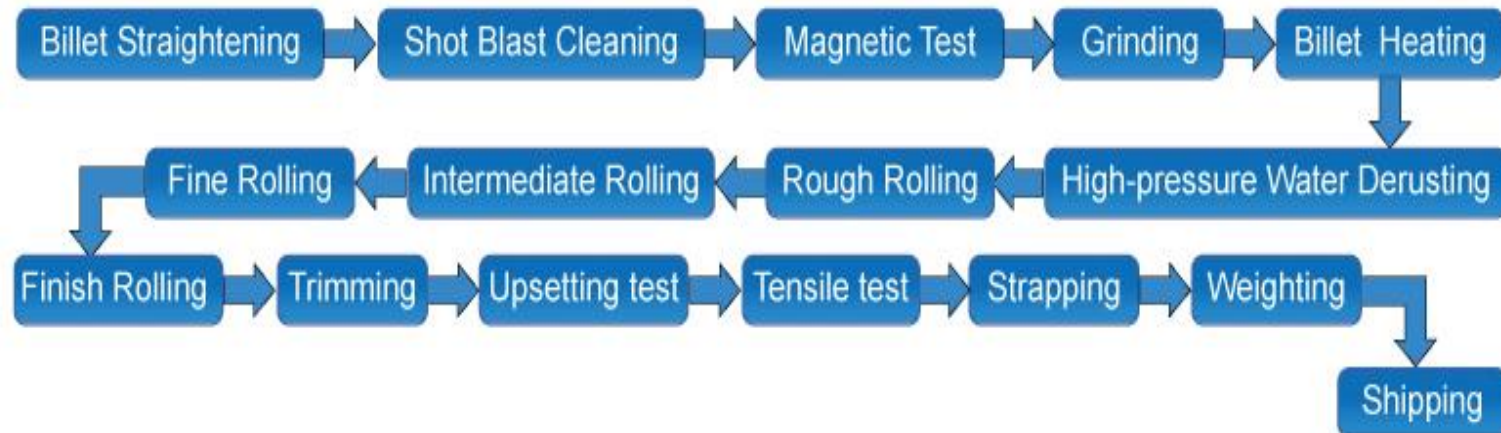 Billet Straightening
Shot Blast Cleaning
Magnetic Test
Grinding
Billet Heating
High-pressure Water Derusting
Rough Rolling
Intermediate Rolling
Fine Rolling
Finish Rolling
Trimming
Upsetting test
Tensile test
Strapping
Weighting
Shipping